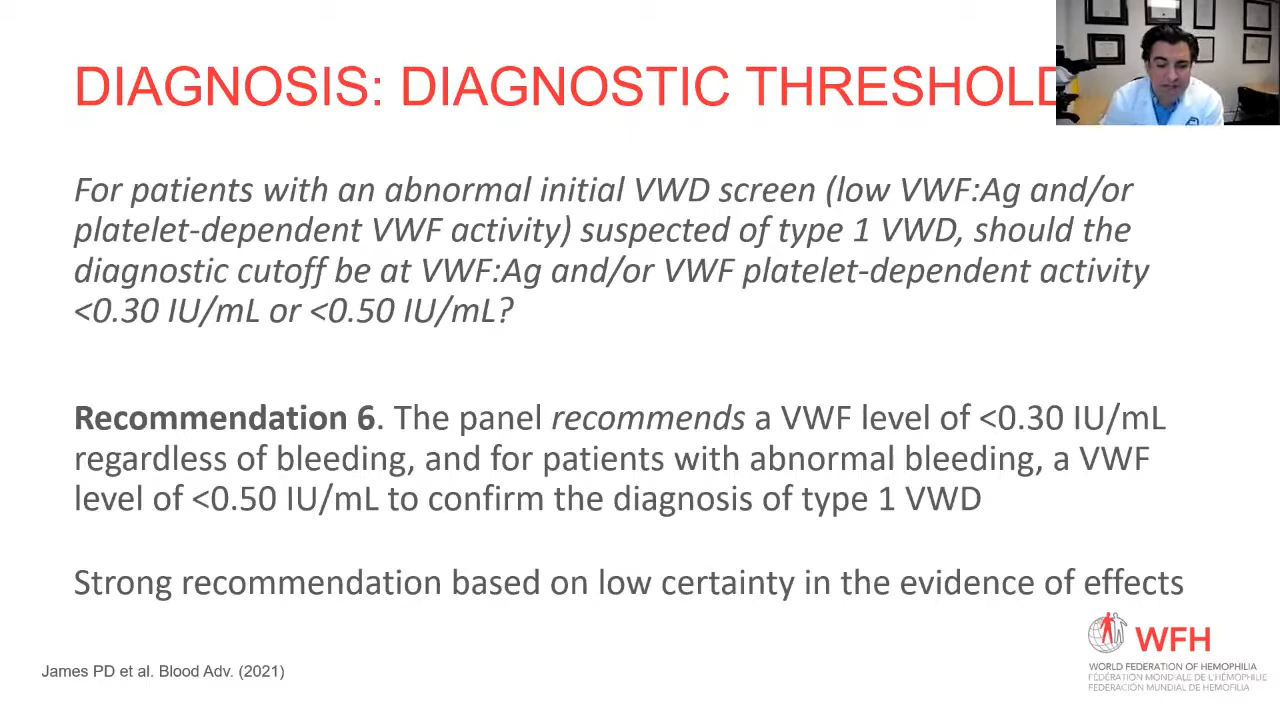 DIAGNOSIS: DIAGNOSTIC THRESHOLD
For patients with an abnormal initial VWD screen (low VWF:Ag and/or
platelet-dependent VWF activity) suspected of type 1 VWD, should the
diagnostic cutoff be at VWF:Ag and/or VWF platelet-dependent activity
<0.30 IU/mL or <0.50 IU/mL?
Recommendation 6. The panel recommends a VWF level of <0.30 IU/mL
regardless of bleeding, and for patients with abnormal bleeding, a VWF
level of <0.50 IU/mL to confirm the diagnosis of type 1 VWD
Strong recommendation based on low certainty in the evidence of effects
James PD et al. Blood Adv. (2021)
WFH
WORLD FEDERATION OF HEMOPHILIA
FÉDÉRATION MONDIALE DE L'HÉMOPHILIE
FEDERACIÓN MUNDIAL DE HEMOFILIA